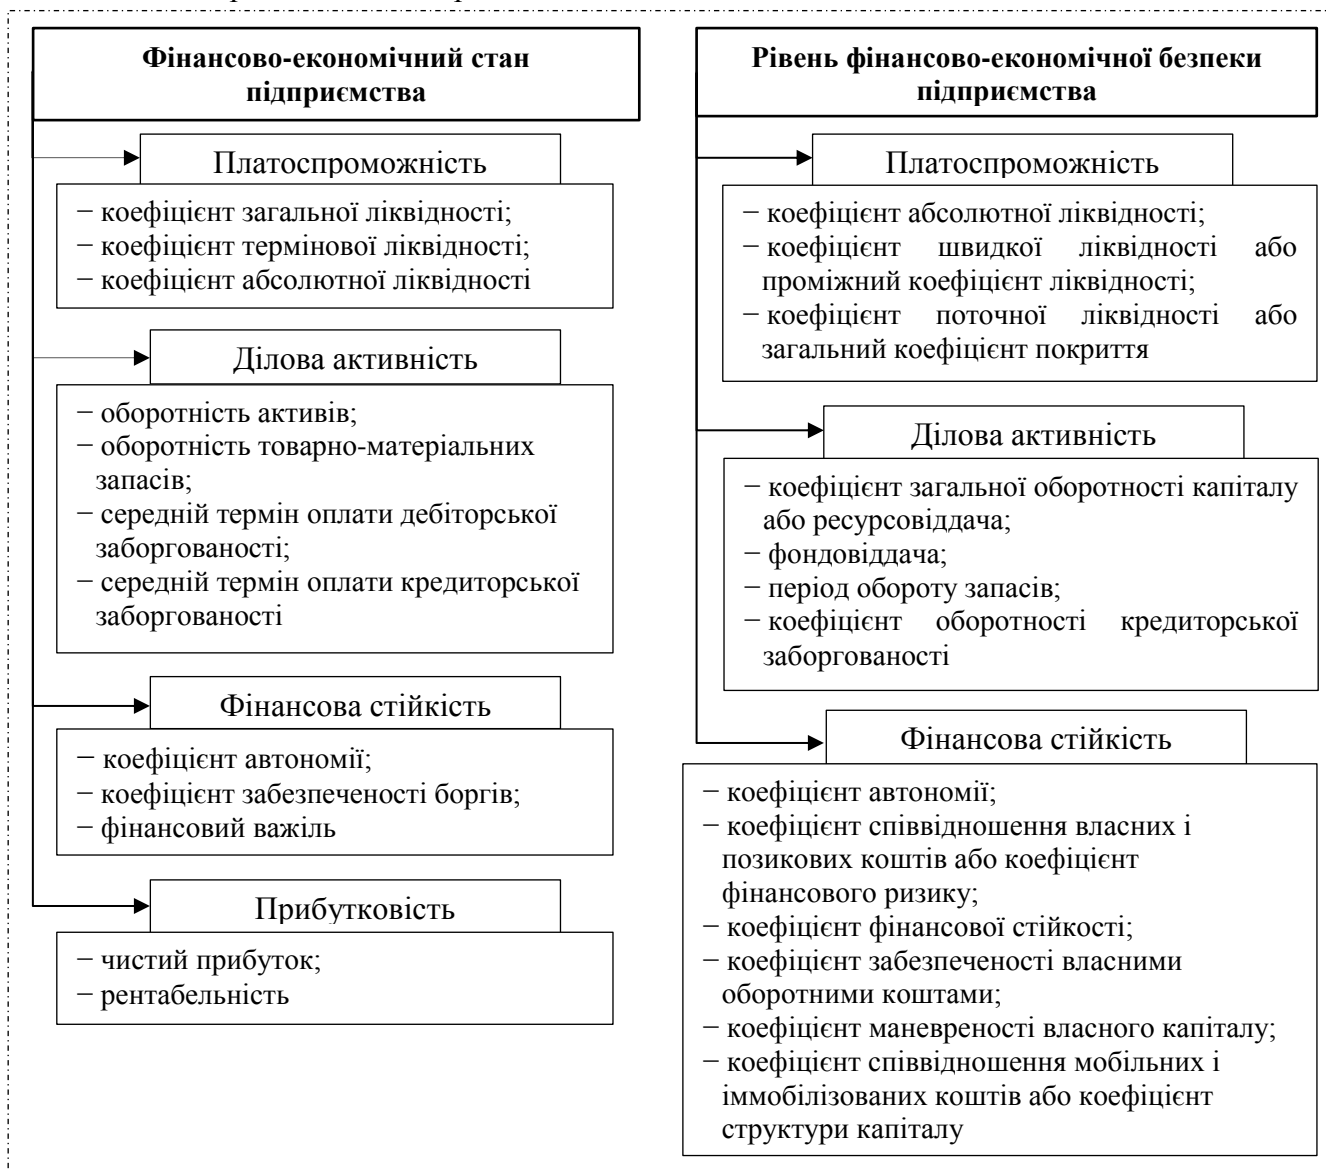 Фінансово-економічний стан
підприємства
Платоспроможність
− коефіцієнт загальної ліквідності;
− коефіцієнт термінової ліквідності;
− коефіцієнт абсолютної ліквідності
Ділова активність
− оборотність активів;
− оборотність товарно-матеріальних
запасів;
− середній термін оплати дебіторської
заборгованості;
− середній термін оплати кредиторської
заборгованості
Фінансова стійкість
− коефіцієнт автономії;
− коефіцієнт забезпеченості боргів;
− фінансовий важіль
Прибутковість
− чистий прибуток;
− рентабельність
Рівень фінансово-економічної безпеки
підприємства
Платоспроможність
− коефіцієнт абсолютної ліквідності;
− коефіцієнт швидкої ліквідності або
проміжний коефіцієнт ліквідності;
− коефіцієнт поточної ліквідності або
загальний коефіцієнт покриття
Ділова активність
− коефіцієнт загальної оборотності капіталу
або ресурсовіддача;
− фондовіддача;
− період обороту запасів;
− коефіцієнт оборотності кредиторської
заборгованості
Фінансова стійкість
− коефіцієнт автономії;
− коефіцієнт співвідношення власних і
позикових коштів або коефіцієнт
фінансового ризику;
− коефіцієнт фінансової стійкості;
− коефіцієнт забезпеченості власними
оборотними коштами;
− коефіцієнт маневреності власного капіталу;
− коефіцієнт співвідношення мобільних і
іммобілізованих коштів або коефіцієнт
структури капіталу